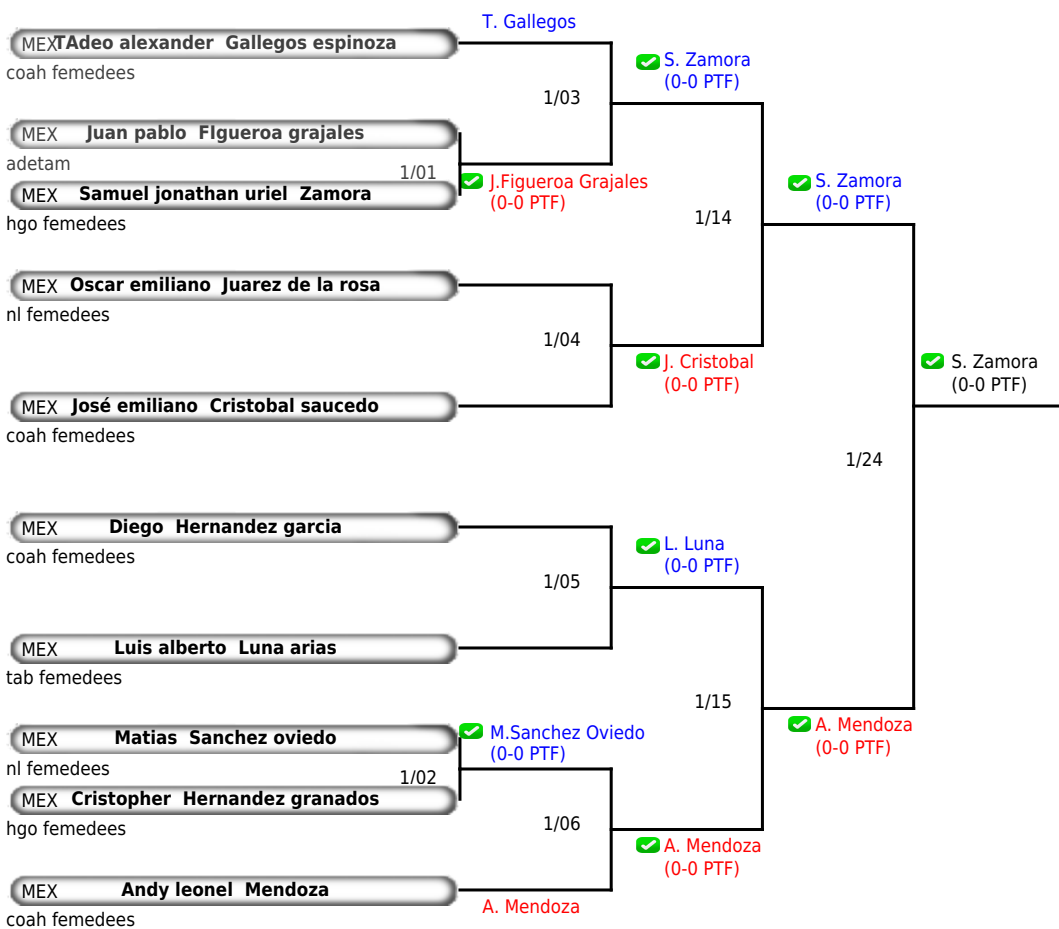 T. Gallegos
MEX TAdeo alexander Gallegos espinoza
coah femedees
S. Zamora
(0-0 PTF)
1/03
MEX Juan pablo FIgueroa grajales
adetam
1/01
J.Figueroa Grajales
(0-0 PTF)
MEX Samuel jonathan uriel Zamora
hgo femedees
S. Zamora
(0-0 PTF)
1/14
MEX Oscar emiliano Juarez de la rosa
nl femedees
1/04
J. Cristobal
(0-0 PTF)
S. Zamora
(0-0 PTF)
MEX José emiliano Cristobal saucedo
coah femedees
1/24
MEX Diego Hernandez garcia
coah femedees
L. Luna
(0-0 PTF)
1/05
MEX Luis alberto Luna arias
tab femedees
1/15
A. Mendoza
(0-0 PTF)
MEX Matias Sanchez oviedo
nl femedees
M.Sanchez Oviedo
(0-0 PTF)
1/02
MEX Cristopher Hernandez granados
hgo femedees
1/06
A. Mendoza
(0-0 PTF)
MEX Andy leonel Mendoza
coah femedees
A. Mendoza